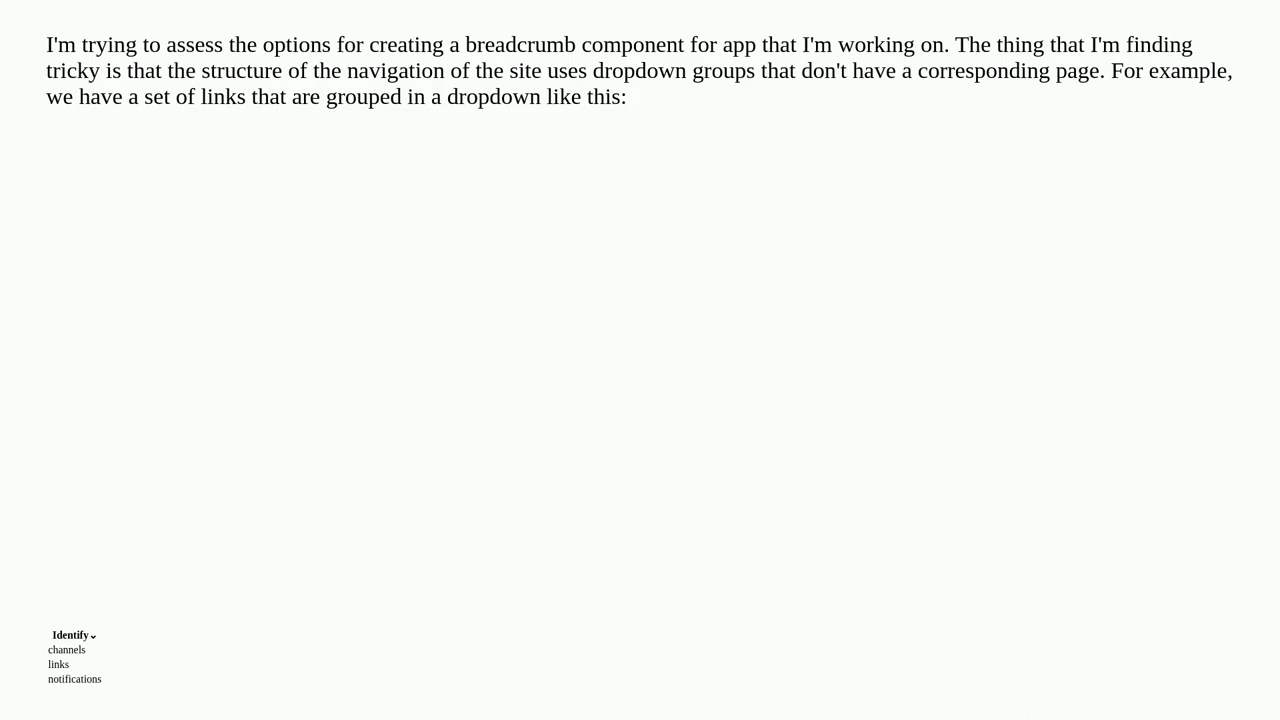 I'm trying to assess the options for creating a breadcrumb component for app that I'm working on. The thing that I'm finding
tricky is that the structure of the navigation of the site uses dropdown groups that don't have a corresponding page. For example,
we have a set of links that are grouped in a dropdown like this:
Identify⌄
channels
links
notifications